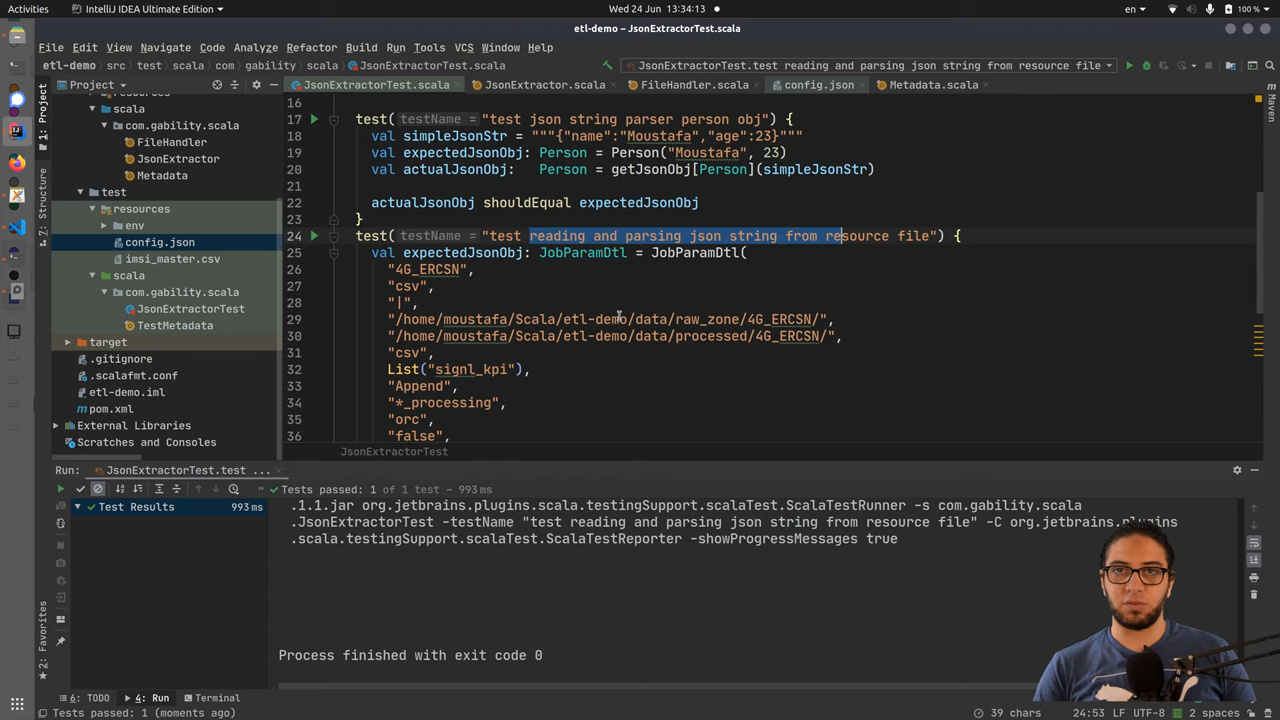 Activities
IntelliJ IDEA Ultimate Edition
Wed 24 Jun 13:34:13
en
100 %
etl-demo – JsonExtractorTest.scala
File Edit View Navigate Code Analyze Refactor Build Run Tools VCS Window Help
etl-demo › src › test › scala › com › gability › scala › JsonExtractorTest.scala
JsonExtractorTest.test reading and parsing json string from resource file
1: Project
7: Structure
2: Favorites
Maven
Project
JsonExtractorTest.scala
JsonExtractor.scala
FileHandler.scala
config.json
Metadata.scala
resources
scala
com.gability.scala
FileHandler
JsonExtractor
Metadata
test
resources
env
config.json
imsi_master.csv
scala
com.gability.scala
JsonExtractorTest
TestMetadata
target
.gitignore
.scalafmt.conf
etl-demo.iml
pom.xml
External Libraries
Scratches and Consoles
16
17 test( testName = "test json string parser person obj") {
18 val simpleJsonStr = """{"name":"Moustafa","age":23}"""
19 val expectedJsonObj: Person = Person("Moustafa", 23)
20 val actualJsonObj: Person = getJsonObj[Person](simpleJsonStr)
21
22 actualJsonObj shouldEqual expectedJsonObj
23 }
24 test( testName = "test reading and parsing json string from resource file") {
25 val expectedJsonObj: JobParamDtl = JobParamDtl(
26 "4G_ERCSN",
27 "csv",
28 "|",
29 "/home/moustafa/Scala/etl-demo/data/raw_zone/4G_ERCSN/",
30 "/home/moustafa/Scala/etl-demo/data/processed/4G_ERCSN/",
31 "csv",
32 List("signl_kpi"),
33 "Append",
34 "*_processing",
35 "orc",
36 "false",
JsonExtractorTest
Run: JsonExtractorTest.test ...
Tests passed: 1 of 1 test – 993 ms
Test Results 993 ms
.1.1.jar org.jetbrains.plugins.scala.testingSupport.scalaTest.ScalaTestRunner -s com.gability.scala
.JsonExtractorTest -testName "test reading and parsing json string from resource file" -C org.jetbrains.plugins
.scala.testingSupport.scalaTest.ScalaTestReporter -showProgressMessages true
Process finished with exit code 0
6: TODO
4: Run
Terminal
Tests passed: 1 (moments ago)
39 chars 24:53 LF UTF-8 2 spaces